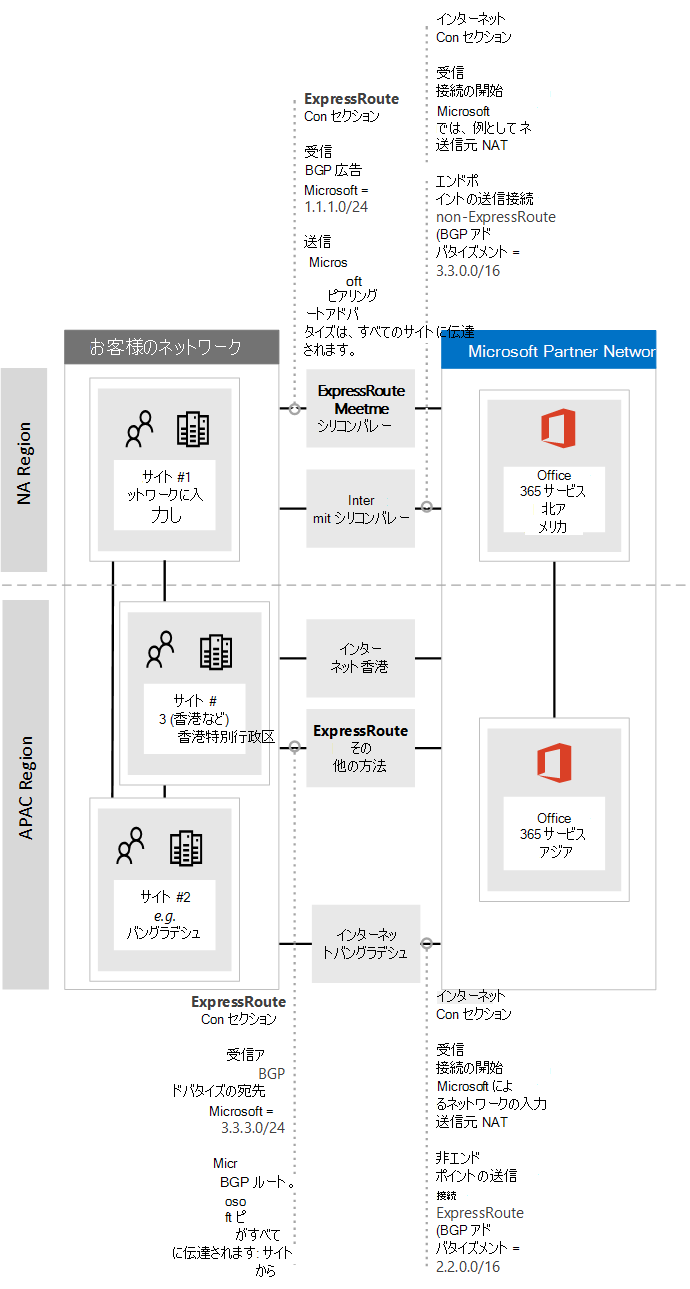 インターネット
Con セクション
受信
接続の開始
Microsoft
では、例としてネ
送信元 NAT
エンドポ
イントの送信接続
non-ExpressRoute
(BGP アド
バタイズメント =
3.3.0.0/16
ExpressRoute
Con セクション
受信
BGP 広告
Microsoft =
1.1.1.0/24
送信
Micros
oft
ピアリング
ートアドバ
タイズは、すべてのサイトに伝達
されます。
お客様のネットワーク
Microsoft Partner Networ
NA Region
サイト #1
ットワークに入
力し
ExpressRoute
Meetme
シリコンバレー
Inter
mit シリコンバレー
Office
365 サービス
北ア
メリカ
APAC Region
サイト #
3 (香港など)
香港特別行政区
インター
ネット香港
ExpressRoute
その
他の方法
サイト #2
e.g.
バングラデシュ
インターネッ
トバングラデシュ
Office
365 サービス
アジア
ExpressRoute
Con セクション
受信ア
BGP
ドバタイズの宛先
Microsoft =
3.3.3.0/24
Micr
BGP ルート。
oso
ft ピ
がすべて
に伝達されます: サイト
から
インターネット
Con セクション
受信
接続の開始
Microsoft によ
るネットワークの入力
送信元 NAT
非エンド
ポイントの送信
接続
ExpressRoute
(BGP アド
バタイズメント =
2.2.0.0/16